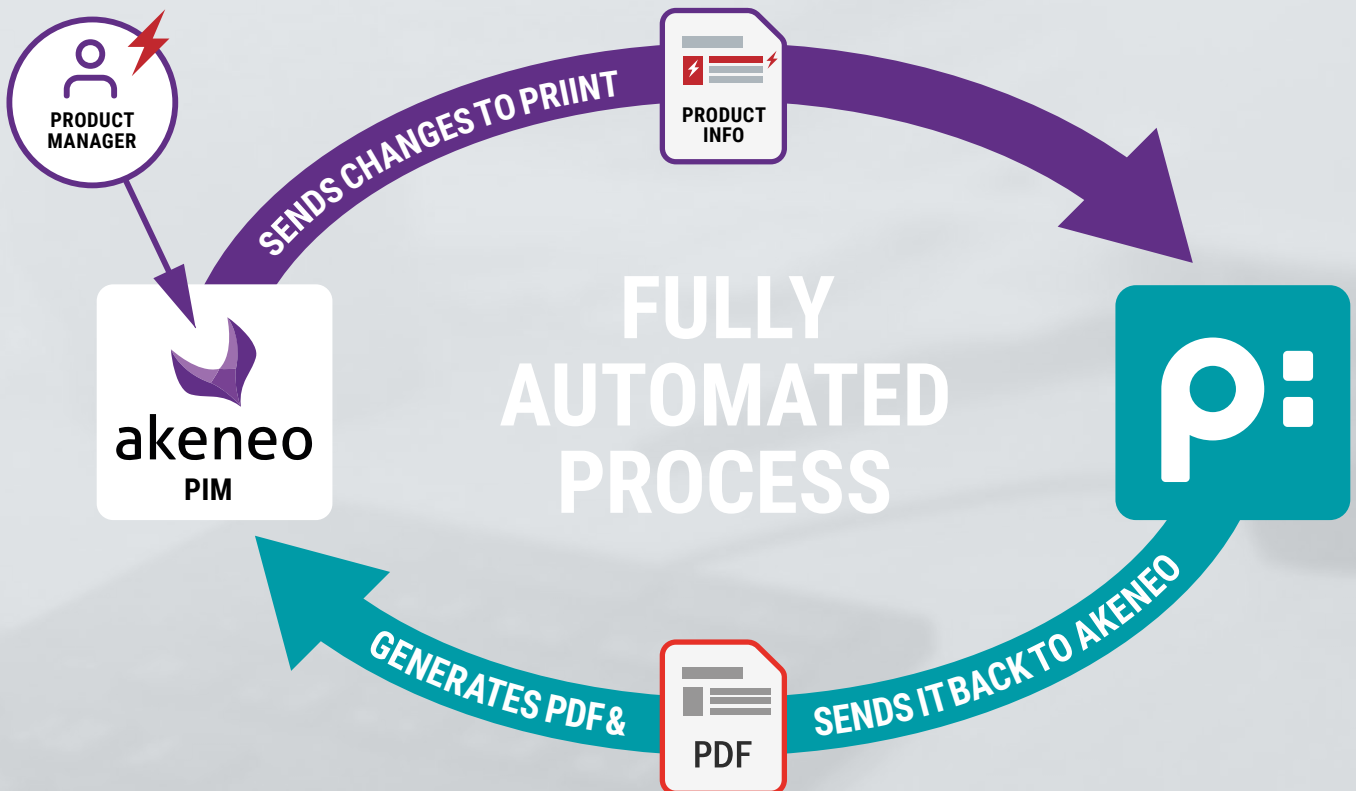 PRODUCT
MANAGER
SENDS CHANGES TO PRIINT
PRODUCT
INFO
FULLY
AUTOMATED
PROCESS
akeneo
PIM
p:
GENERATES PDF &
PDF
SENDS IT BACK TO AKENEO